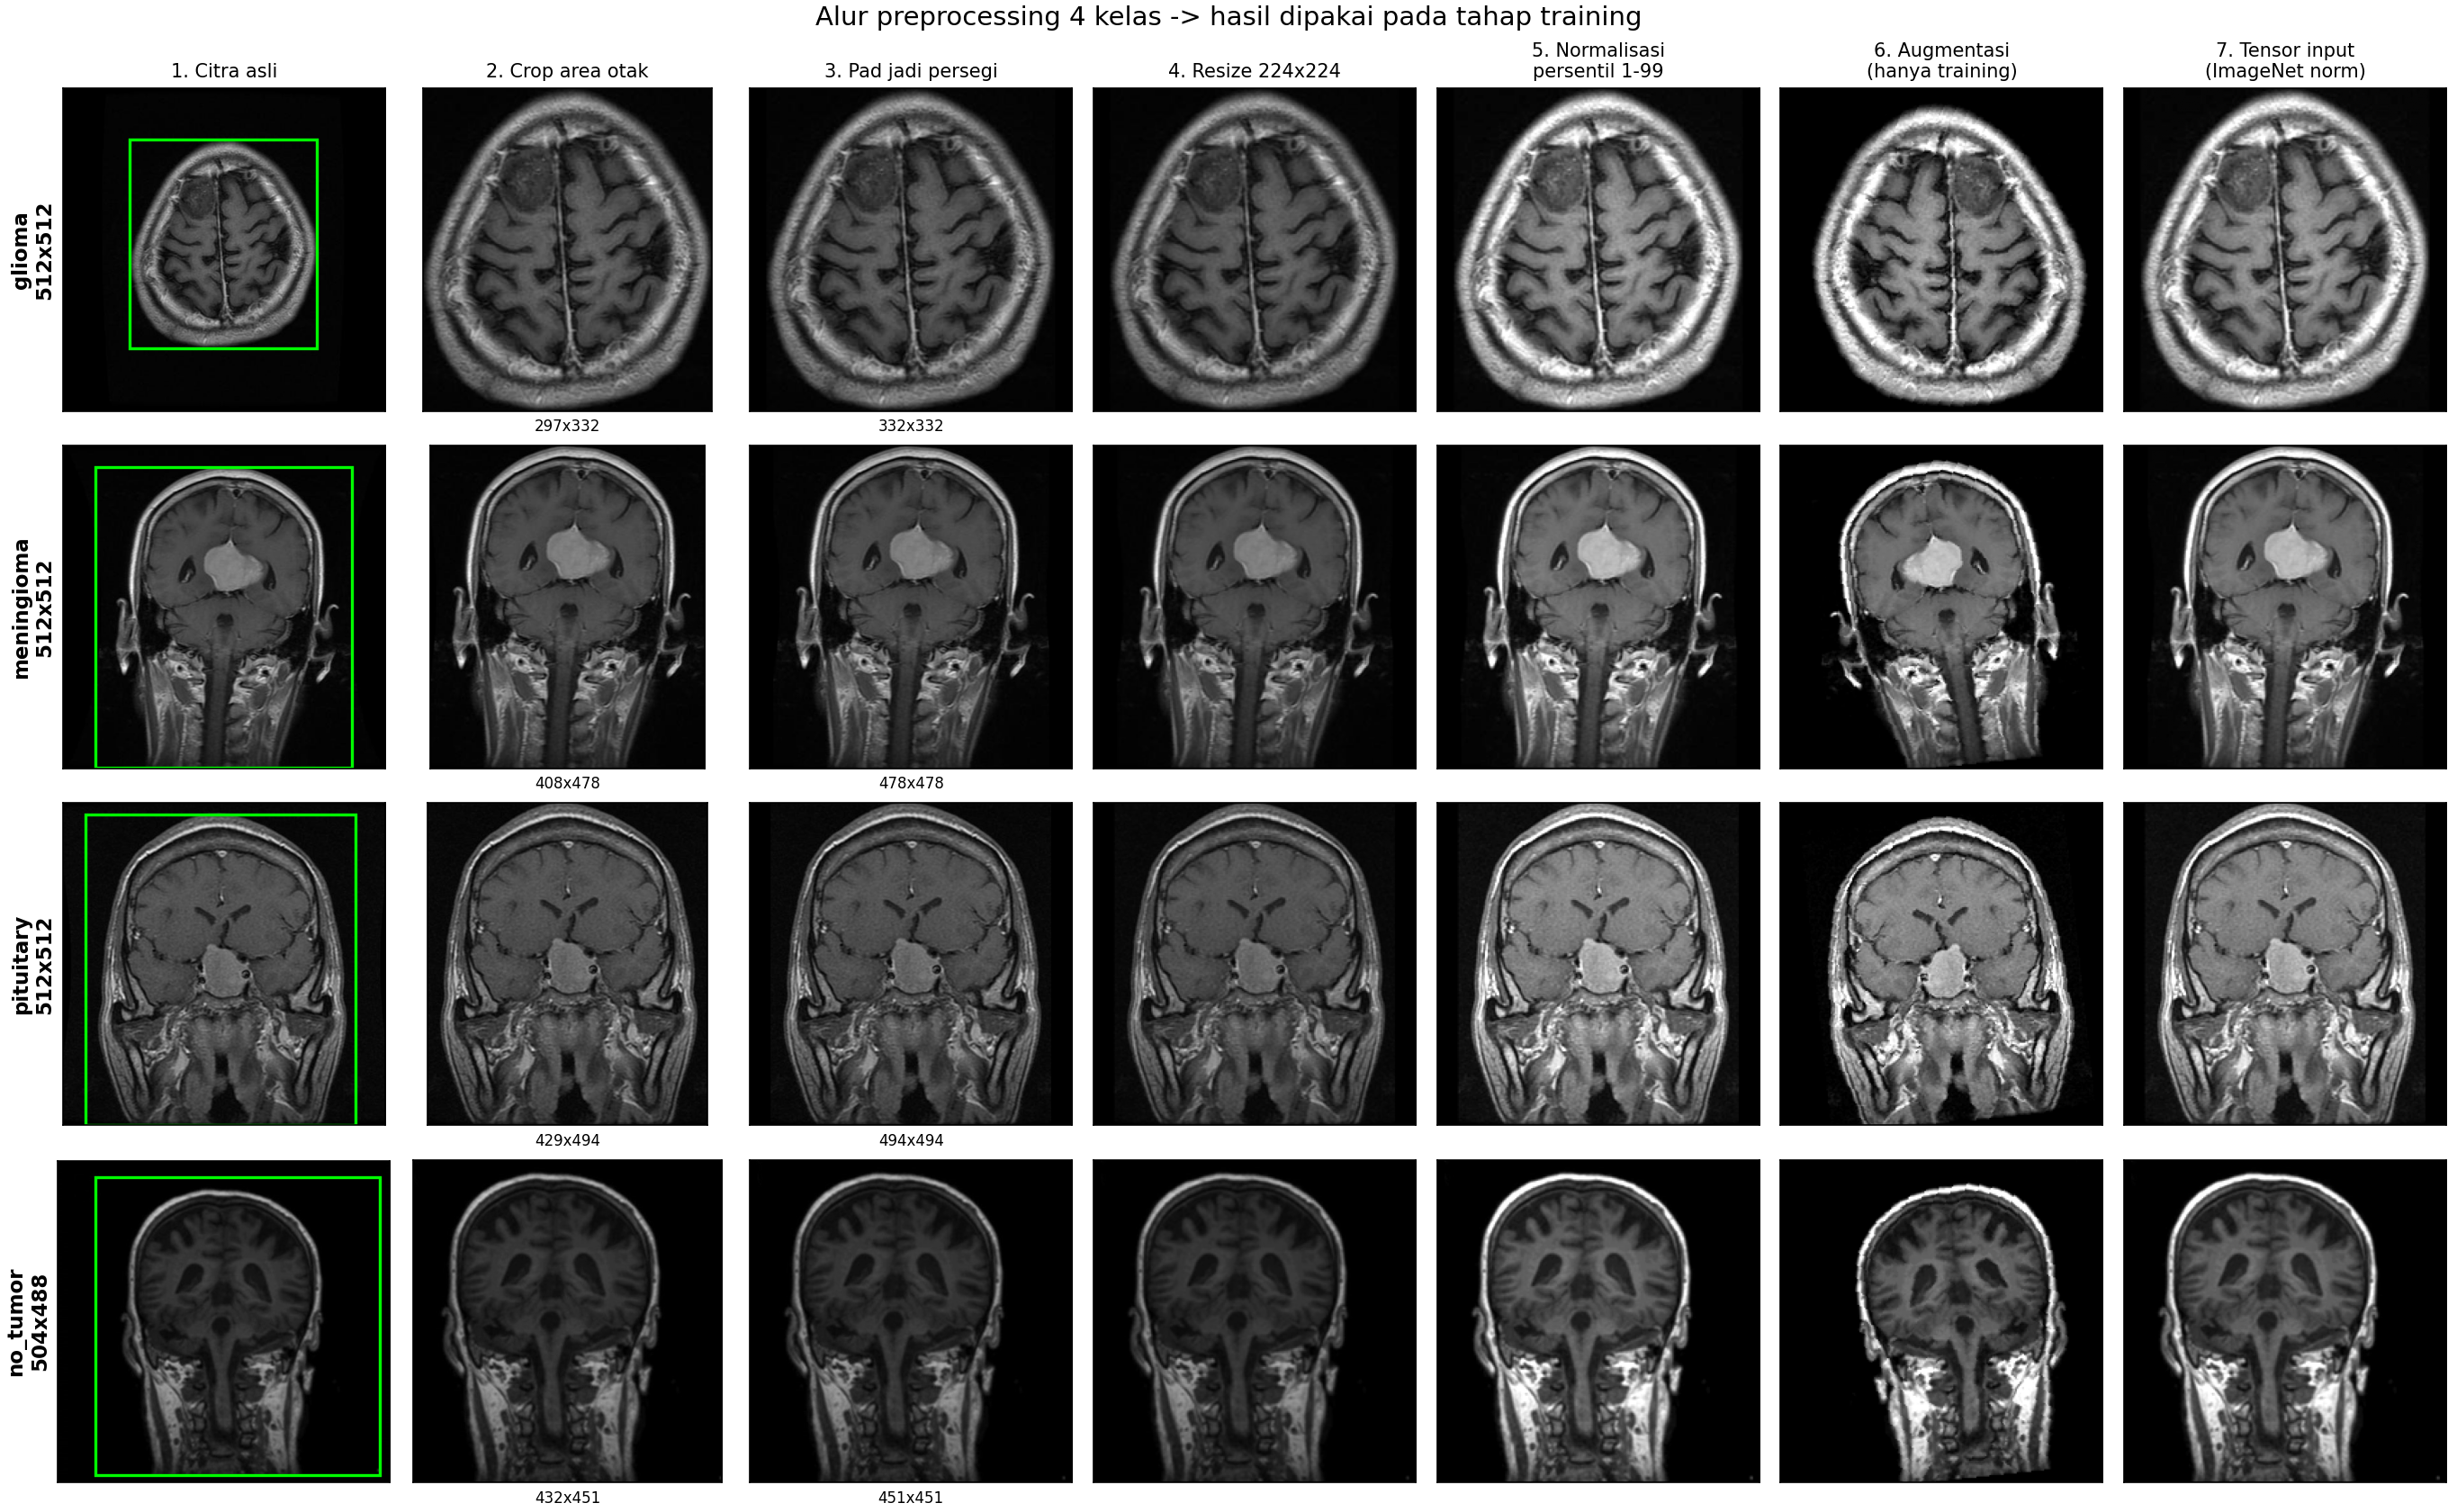 Alur preprocessing 4 kelas -> hasil dipakai pada tahap training
1. Citra asli
2. Crop area otak
3. Pad jadi persegi
4. Resize 224x224
5. Normalisasi
persentil 1-99
6. Augmentasi
(hanya training)
7. Tensor input
(ImageNet norm)
glioma
512x512
297x332
332x332
meningioma
512x512
408x478
478x478
pituitary
512x512
429x494
494x494
no_tumor
504x488
432x451
451x451